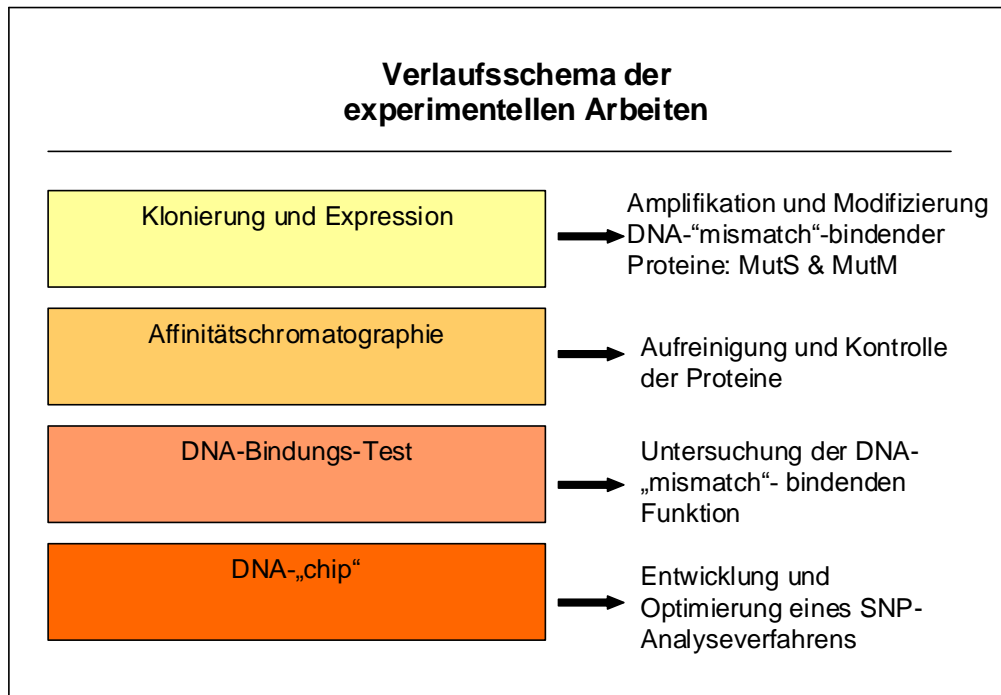 Verlaufsschema der
experimentellen Arbeiten
Klonierung und Expression
Amplifikation und Modifizierung
DNA-“mismatch“-bindender
Proteine: MutS & MutM
Affinitätschromatographie
Aufreinigung und Kontrolle
der Proteine
DNA-Bindungs-Test
Untersuchung der DNA-
„mismatch“- bindenden
Funktion
DNA-„chip“
Entwicklung und
Optimierung eines SNP-
Analyseverfahrens